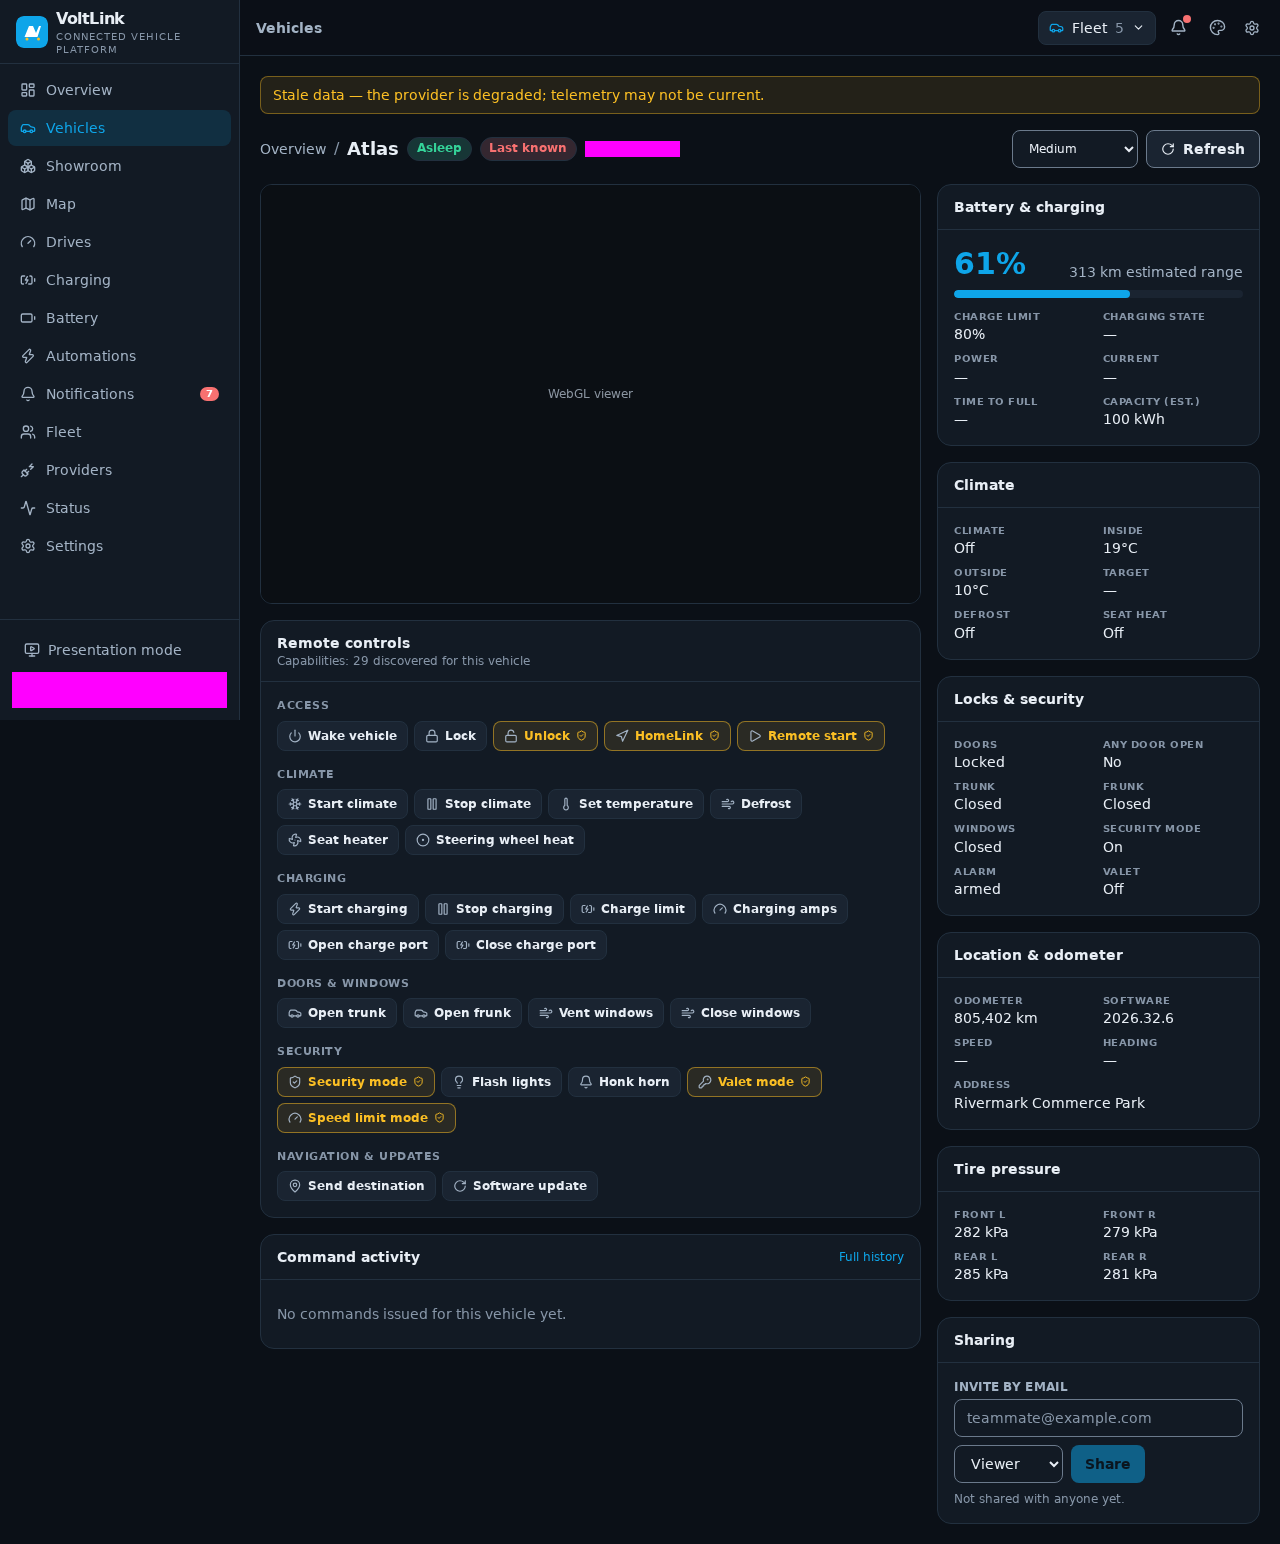 VoltLink
CONNECTED VEHICLE
PLATFORM
Overview
Vehicles
Showroom
Map
Drives
Charging
Battery
Automations
Notifications 7
Fleet
Providers
Status
Settings
Presentation mode
Vehicles
Fleet 5
Stale data — the provider is degraded; telemetry may not be current.
Overview / Atlas Asleep Last known
Medium
Refresh
WebGL viewer
Remote controls
Capabilities: 29 discovered for this vehicle
ACCESS
Wake vehicle Lock Unlock HomeLink Remote start
CLIMATE
Start climate Stop climate Set temperature Defrost
Seat heater Steering wheel heat
CHARGING
Start charging Stop charging Charge limit Charging amps
Open charge port Close charge port
DOORS & WINDOWS
Open trunk Open frunk Vent windows Close windows
SECURITY
Security mode Flash lights Honk horn Valet mode
Speed limit mode
NAVIGATION & UPDATES
Send destination Software update
Command activity Full history
No commands issued for this vehicle yet.
Battery & charging
61% 313 km estimated range
CHARGE LIMIT CHARGING STATE
80% —
POWER CURRENT
— —
TIME TO FULL CAPACITY (EST.)
— 100 kWh
Climate
CLIMATE INSIDE
Off 19°C
OUTSIDE TARGET
10°C —
DEFROST SEAT HEAT
Off Off
Locks & security
DOORS ANY DOOR OPEN
Locked No
TRUNK FRUNK
Closed Closed
WINDOWS SECURITY MODE
Closed On
ALARM VALET
armed Off
Location & odometer
ODOMETER SOFTWARE
805,402 km 2026.32.6
SPEED HEADING
— —
ADDRESS
Rivermark Commerce Park
Tire pressure
FRONT L FRONT R
282 kPa 279 kPa
REAR L REAR R
285 kPa 281 kPa
Sharing
INVITE BY EMAIL
teammate@example.com
Viewer Share
Not shared with anyone yet.